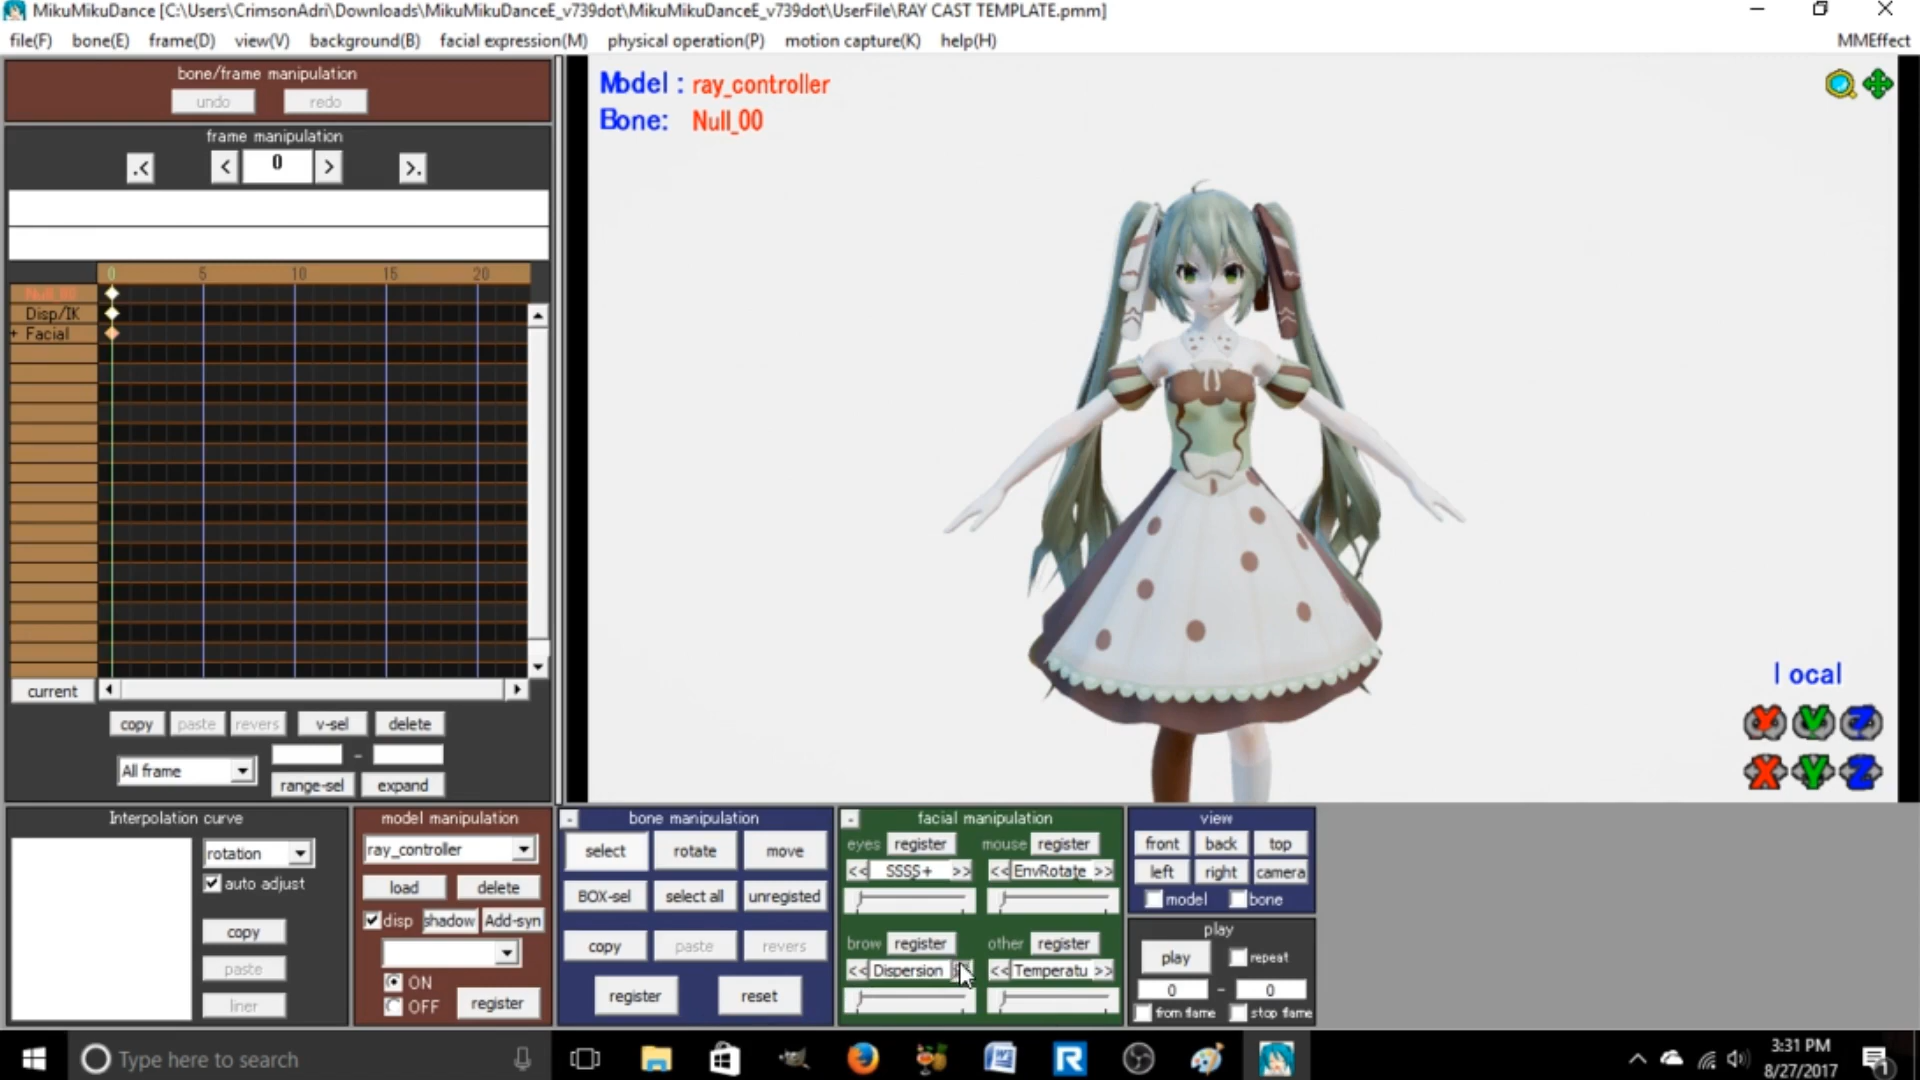 MikuMikuDance [C:\Users\CrimsonAdri\Downloads\MikuMikuDanceE_v739dot\MikuMikuDanceE_v739dot\UserFile\RAY CAST TEMPLATE.pmm]
file(F) bone(E) frame(D) view(V) background(B) facial expression(M) physical operation(P) motion capture(K) help(H) MMEffect
bone/frame manipulation
undo redo
frame manipulation
.< < 0 > >.
0 5 10 15 20
Null_00
Disp/IK
+ Facial
current
copy paste revers v-sel delete
All frame -
range-sel expand
Model : ray_controller
Bone: Null_00
local
X Y Z
X Y Z
Interpolation curve
rotation
auto adjust
copy
paste
liner
model manipulation
ray_controller
load delete
disp shadow Add-syn
ON
OFF register
- bone manipulation
select rotate move
BOX-sel select all unregisted
copy paste revers
register reset
- facial manipulation
eyes register mouse register
<< SSSS+ >> << EnvRotate >>
brow register other register
<< Dispersion << Temperatu >>
view
front back top
left right camera
model bone
play
play repeat
0 - 0
from flame stop flame
Type here to search
3:31 PM
8/27/2017
1